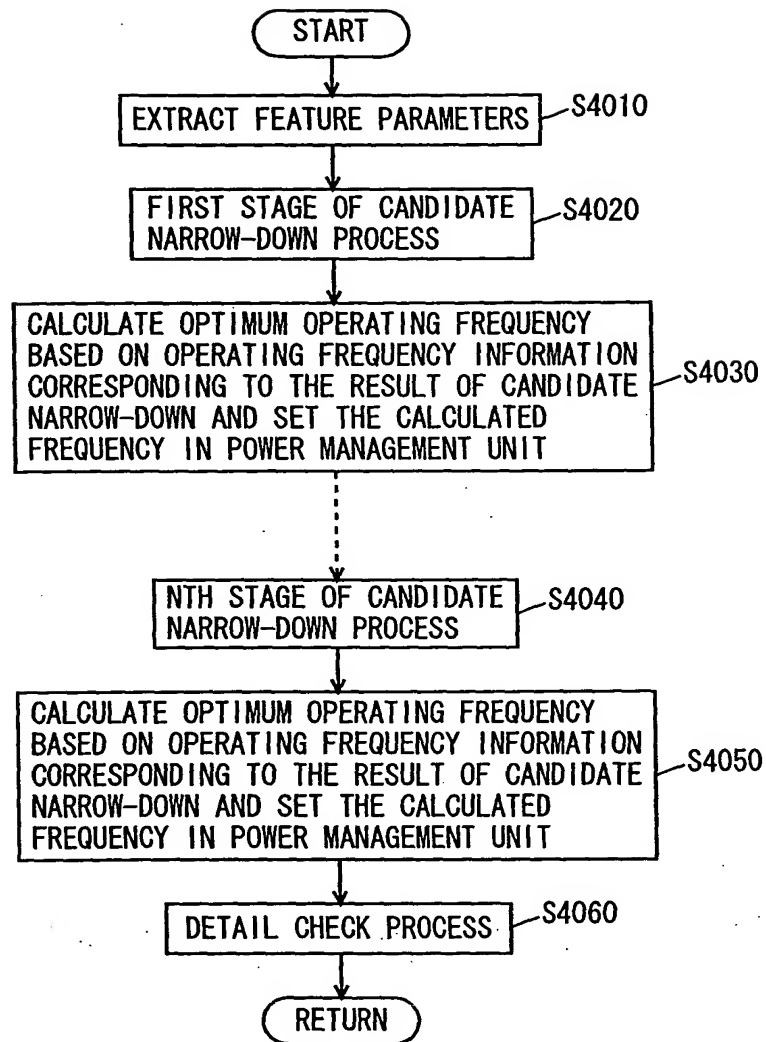 START
EXTRACT FEATURE PARAMETERS
S4010
FIRST STAGE OF CANDIDATE
NARROW-DOWN PROCESS
S4020
CALCULATE OPTIMUM OPERATING FREQUENCY
BASED ON OPERATING FREQUENCY INFORMATION
CORRESPONDING TO THE RESULT OF CANDIDATE
NARROW-DOWN AND SET THE CALCULATED
FREQUENCY IN POWER MANAGEMENT UNIT
S4030
NTH STAGE OF CANDIDATE
NARROW-DOWN PROCESS
S4040
CALCULATE OPTIMUM OPERATING FREQUENCY
BASED ON OPERATING FREQUENCY INFORMATION
CORRESPONDING TO THE RESULT OF CANDIDATE
NARROW-DOWN AND SET THE CALCULATED
FREQUENCY IN POWER MANAGEMENT UNIT
S4050
DETAIL CHECK PROCESS
S4060
RETURN